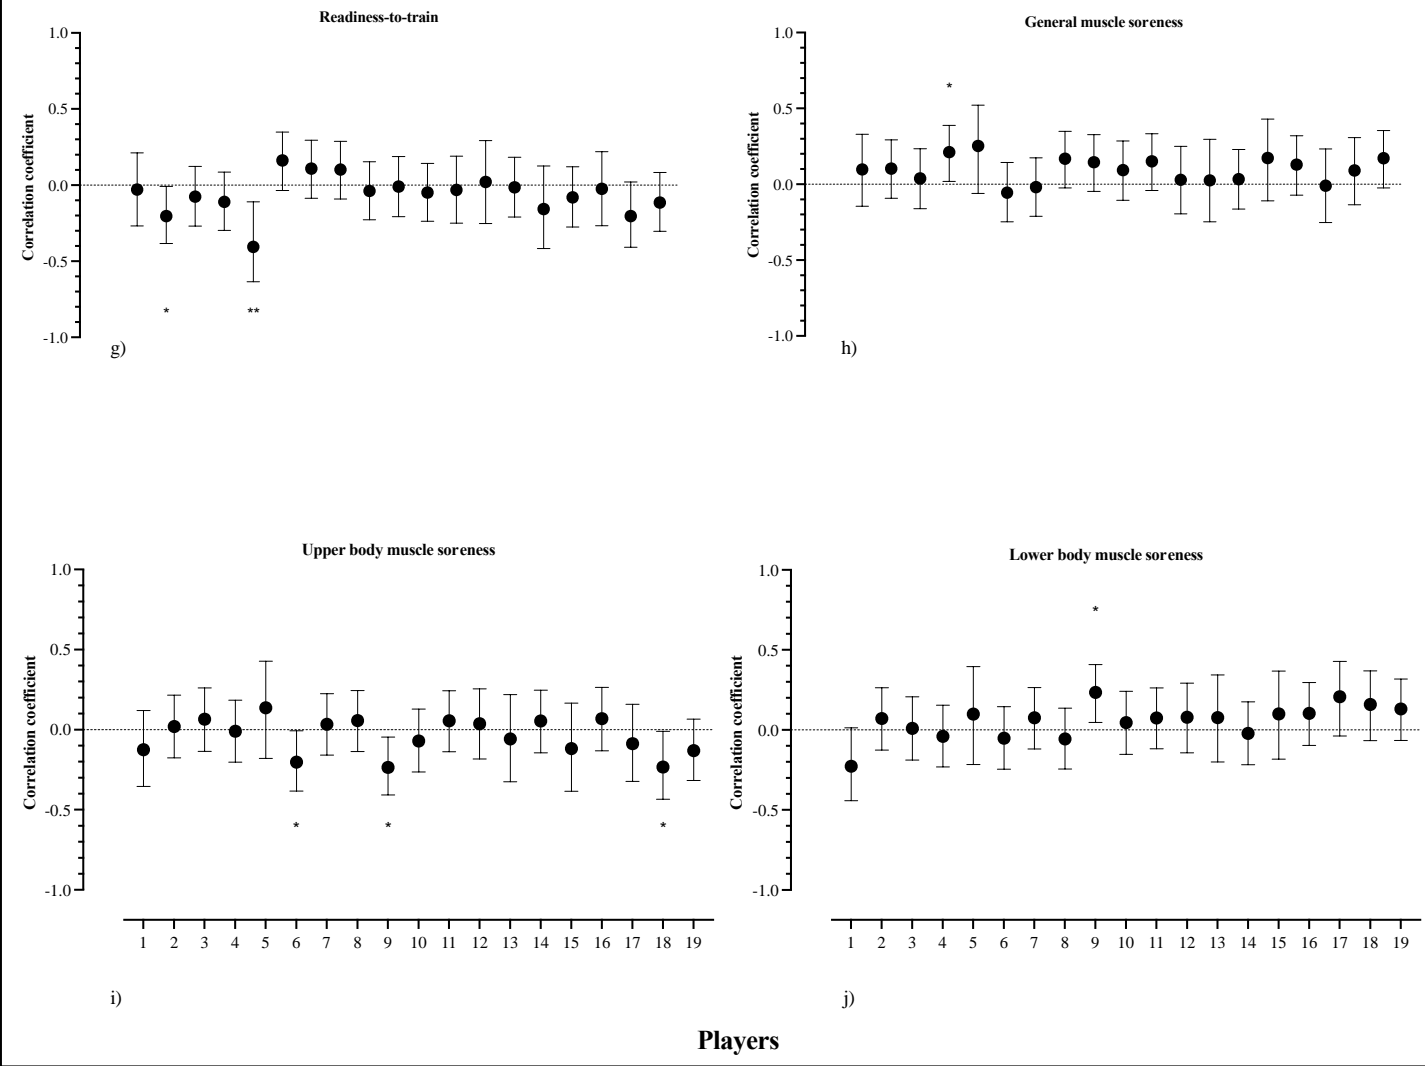 Readiness-to-train
1.0
0.5
0.0
-0.5
-1.0
Correlation coefficient
*
**
g)
General muscle soreness
1.0
0.5
0.0
-0.5
-1.0
Correlation coefficient
*
h)
Upper body muscle soreness
1.0
0.5
0.0
-0.5
-1.0
Correlation coefficient
* * *
1 2 3 4 5 6 7 8 9 10 11 12 13 14 15 16 17 18 19
i)
Lower body muscle soreness
1.0
0.5
0.0
-0.5
-1.0
Correlation coefficient
*
1 2 3 4 5 6 7 8 9 10 11 12 13 14 15 16 17 18 19
j)
Players